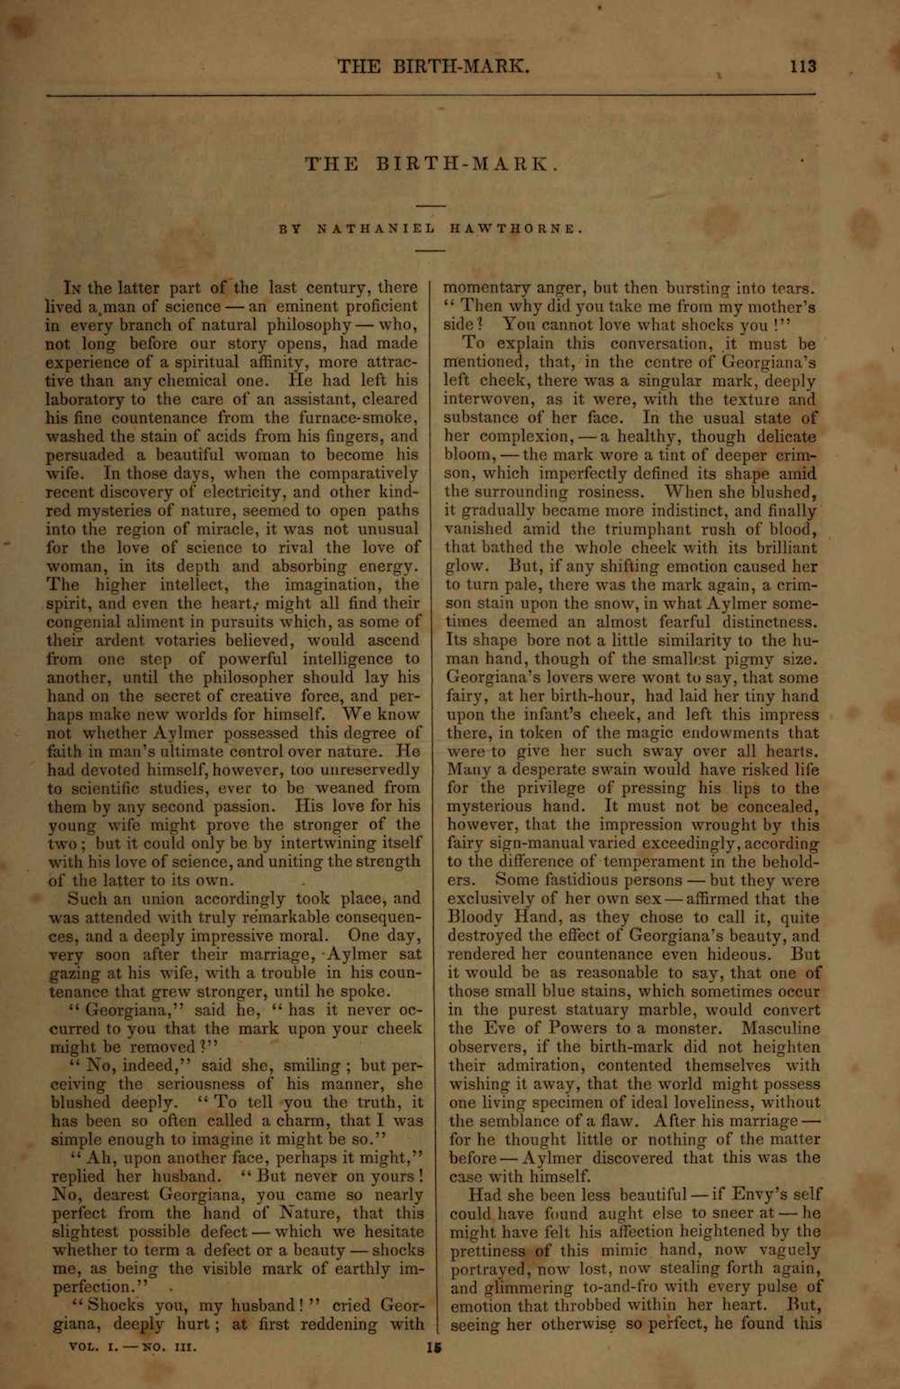 THE BIRTH-MARK.
113
THE BIRTH-MARK.
BY NATHANIEL HAWTHORNE.
In the latter part of the last century, there
lived a man of science — an eminent proficient
in every branch of natural philosophy — who,
not long before our story opens, had made
experience of a spiritual affinity, more attrac-
tive than any chemical one. He had left his
laboratory to the care of an assistant, cleared
his fine countenance from the furnace-smoke,
washed the stain of acids from his fingers, and
persuaded a beautiful woman to become his
wife. In those days, when the comparatively
recent discovery of electricity, and other kind-
red mysteries of nature, seemed to open paths
into the region of miracle, it was not unusual
for the love of science to rival the love of
woman, in its depth and absorbing energy.
The higher intellect, the imagination, the
spirit, and even the heart, might all find their
congenial aliment in pursuits which, as some of
their ardent votaries believed, would ascend
from one step of powerful intelligence to
another, until the philosopher should lay his
hand on the secret of creative force, and per-
haps make new worlds for himself. We know
not whether Aylmer possessed this degree of
faith in man's ultimate control over nature. He
had devoted himself, however, too unreservedly
to scientific studies, ever to be weaned from
them by any second passion. His love for his
young wife might prove the stronger of the
two; but it could only be by intertwining itself
with his love of science, and uniting the strength
of the latter to its own.
Such an union accordingly took place, and
was attended with truly remarkable consequen-
ces, and a deeply impressive moral. One day,
very soon after their marriage, Aylmer sat
gazing at his wife, with a trouble in his coun-
tenance that grew stronger, until he spoke.
"Georgiana," said he, "has it never oc-
curred to you that the mark upon your cheek
might be removed?"
"No, indeed," said she, smiling; but per-
ceiving the seriousness of his manner, she
blushed deeply. "To tell you the truth, it
has been so often called a charm, that I was
simple enough to imagine it might be so."
"Ah, upon another face, perhaps it might,"
replied her husband. "But never on yours!
No, dearest Georgiana, you came so nearly
perfect from the hand of Nature, that this
slightest possible defect — which we hesitate
whether to term a defect or a beauty — shocks
me, as being the visible mark of earthly im-
perfection."
"Shocks you, my husband!" cried Geor-
giana, deeply hurt; at first reddening with
momentary anger, but then bursting into tears.
"Then why did you take me from my mother's
side? You cannot love what shocks you!"
To explain this conversation, it must be
mentioned, that, in the centre of Georgiana's
left cheek, there was a singular mark, deeply
interwoven, as it were, with the texture and
substance of her face. In the usual state of
her complexion, — a healthy, though delicate
bloom, — the mark wore a tint of deeper crim-
son, which imperfectly defined its shape amid
the surrounding rosiness. When she blushed,
it gradually became more indistinct, and finally
vanished amid the triumphant rush of blood,
that bathed the whole cheek with its brilliant
glow. But, if any shifting emotion caused her
to turn pale, there was the mark again, a crim-
son stain upon the snow, in what Aylmer some-
times deemed an almost fearful distinctness.
Its shape bore not a little similarity to the hu-
man hand, though of the smallest pigmy size.
Georgiana's lovers were wont to say, that some
fairy, at her birth-hour, had laid her tiny hand
upon the infant's cheek, and left this impress
there, in token of the magic endowments that
were to give her such sway over all hearts.
Many a desperate swain would have risked life
for the privilege of pressing his lips to the
mysterious hand. It must not be concealed,
however, that the impression wrought by this
fairy sign-manual varied exceedingly, according
to the difference of temperament in the behold-
ers. Some fastidious persons — but they were
exclusively of her own sex — affirmed that the
Bloody Hand, as they chose to call it, quite
destroyed the effect of Georgiana's beauty, and
rendered her countenance even hideous. But
it would be as reasonable to say, that one of
those small blue stains, which sometimes occur
in the purest statuary marble, would convert
the Eve of Powers to a monster. Masculine
observers, if the birth-mark did not heighten
their admiration, contented themselves with
wishing it away, that the world might possess
one living specimen of ideal loveliness, without
the semblance of a flaw. After his marriage —
for he thought little or nothing of the matter
before — Aylmer discovered that this was the
case with himself.
Had she been less beautiful — if Envy's self
could have found aught else to sneer at — he
might have felt his affection heightened by the
prettiness of this mimic hand, now vaguely
portrayed, now lost, now stealing forth again,
and glimmering to-and-fro with every pulse of
emotion that throbbed within her heart. But,
seeing her otherwise so perfect, he found this
VOL. I. — NO. III.
15